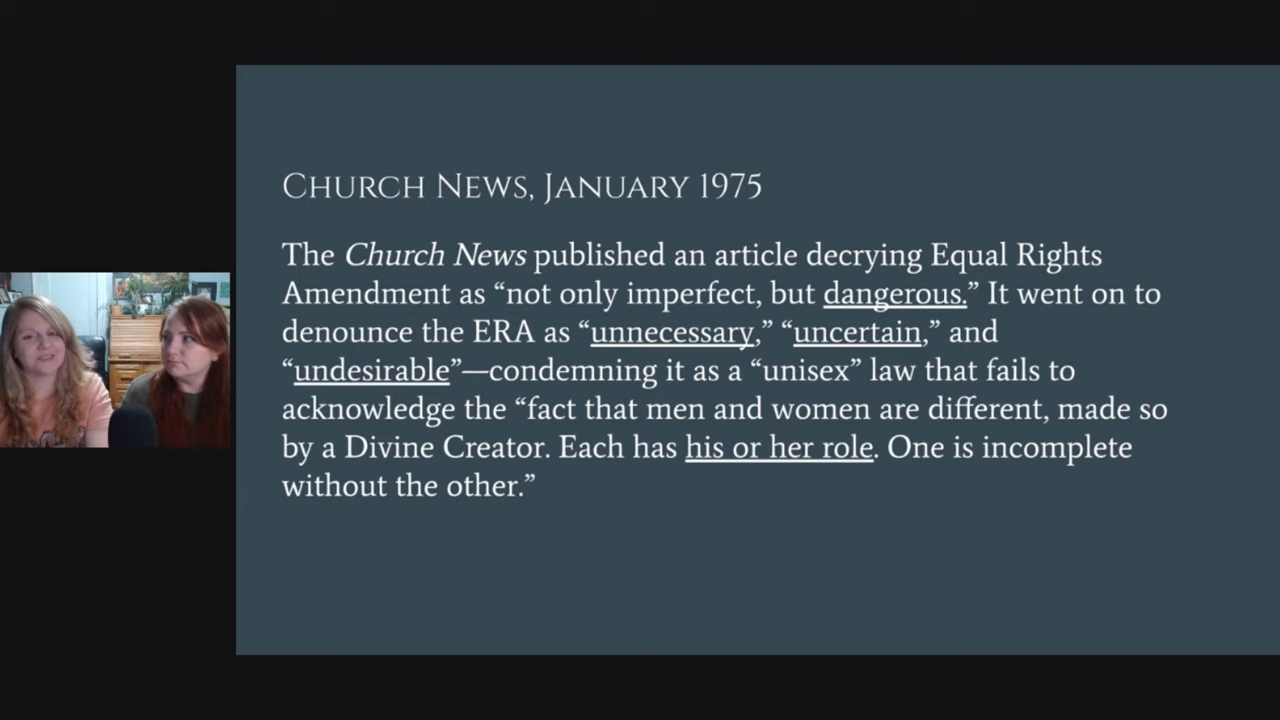 Church News, January 1975
The Church News published an article decrying Equal Rights
Amendment as “not only imperfect, but dangerous.” It went on to
denounce the ERA as “unnecessary,” “uncertain,” and
“undesirable”—condemning it as a “unisex” law that fails to
acknowledge the “fact that men and women are different, made so
by a Divine Creator. Each has his or her role. One is incomplete
without the other.”